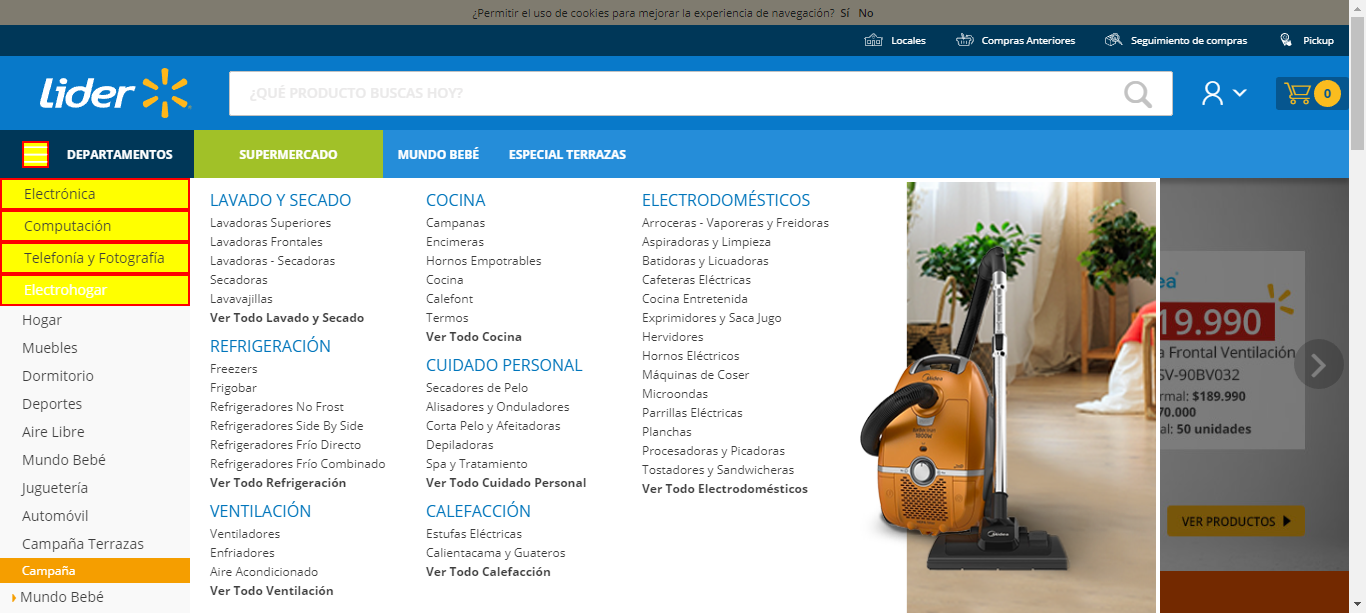 ¿Permitir el uso de cookies para mejorar la experiencia de navegación? Sí No
Locales Compras Anteriores Seguimiento de compras Pickup
lider
¿QUÉ PRODUCTO BUSCAS HOY?
0
DEPARTAMENTOS SUPERMERCADO MUNDO BEBÉ ESPECIAL TERRAZAS
Electrónica
Computación
Telefonía y Fotografía
Electrohogar
Hogar
Muebles
Dormitorio
Deportes
Aire Libre
Mundo Bebé
Juguetería
Automóvil
Campaña Terrazas
Campaña
Mundo Bebé
LAVADO Y SECADO
Lavadoras Superiores
Lavadoras Frontales
Lavadoras - Secadoras
Secadoras
Lavavajillas
Ver Todo Lavado y Secado
REFRIGERACIÓN
Freezers
Frigobar
Refrigeradores No Frost
Refrigeradores Side By Side
Refrigeradores Frío Directo
Refrigeradores Frío Combinado
Ver Todo Refrigeración
VENTILACIÓN
Ventiladores
Enfriadores
Aire Acondicionado
Ver Todo Ventilación
COCINA
Campanas
Encimeras
Hornos Empotrables
Cocina
Calefont
Termos
Ver Todo Cocina
CUIDADO PERSONAL
Secadores de Pelo
Alisadores y Onduladores
Corta Pelo y Afeitadoras
Depiladoras
Spa y Tratamiento
Ver Todo Cuidado Personal
CALEFACCIÓN
Estufas Eléctricas
Calientacama y Guateros
Ver Todo Calefacción
ELECTRODOMÉSTICOS
Arroceras - Vaporeras y Freidoras
Aspiradoras y Limpieza
Batidoras y Licuadoras
Cafeteras Eléctricas
Cocina Entretenida
Exprimidores y Saca Jugo
Hervidores
Hornos Eléctricos
Máquinas de Coser
Microondas
Parrillas Eléctricas
Planchas
Procesadoras y Picadoras
Tostadores y Sandwicheras
Ver Todo Electrodomésticos
Midea
1800W
Midea
ea
19.990
a Frontal Ventilación
SV-90BV032
rmal: $189.990
70.000
al: 50 unidades
VER PRODUCTOS